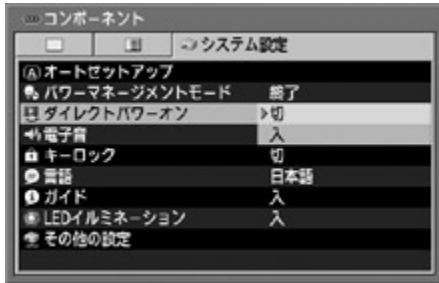 コンポーネント
システム設定
オートセットアップ
パワーマネージメントモード 終了
ダイレクトパワーオン 切
電子音 入
キーロック 切
言語 日本語
ガイド 入
LEDイルミネーション 入
その他の設定